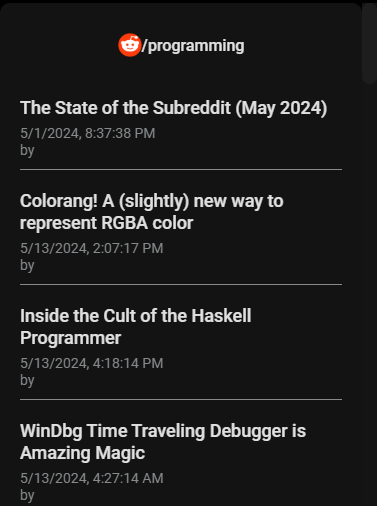 /programming
The State of the Subreddit (May 2024)
5/1/2024, 8:37:38 PM
by
Colorang! A (slightly) new way to
represent RGBA color
5/13/2024, 2:07:17 PM
by
Inside the Cult of the Haskell
Programmer
5/13/2024, 4:18:14 PM
by
WinDbg Time Traveling Debugger is
Amazing Magic
5/13/2024, 4:27:14 AM
by